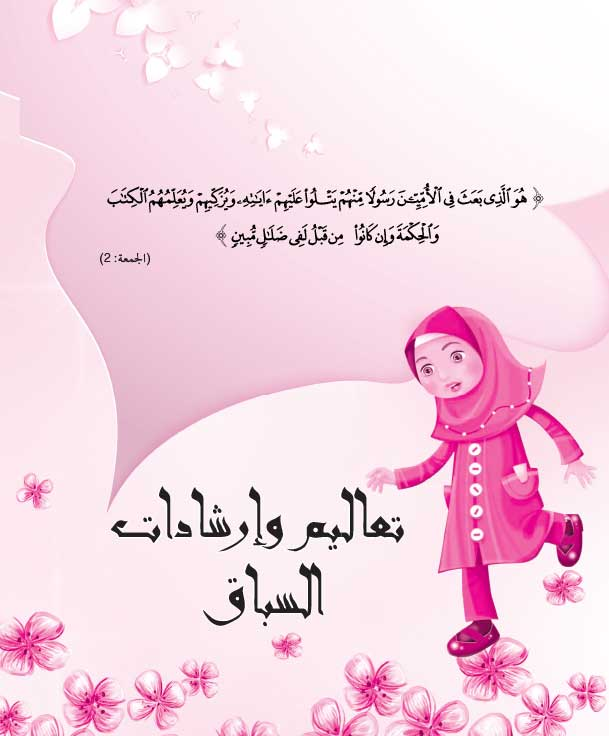 ﴿ هُوَ ٱلَّذِى بَعَثَ فِى ٱلْأُمِّيِّـۧنَ رَسُولًا مِّنْهُمْ يَتْلُوا۟ عَلَيْهِمْ ءَايَـٰتِهِۦ وَيُزَكِّيهِمْ وَيُعَلِّمُهُمُ ٱلْكِتَـٰبَ
وَٱلْحِكْمَةَ وَإِن كَانُوا۟ مِن قَبْلُ لَفِى ضَلَـٰلٍ مُّبِينٍ ﴾
(الجمعة: 2)
تعاليم وإرشادات
السباق